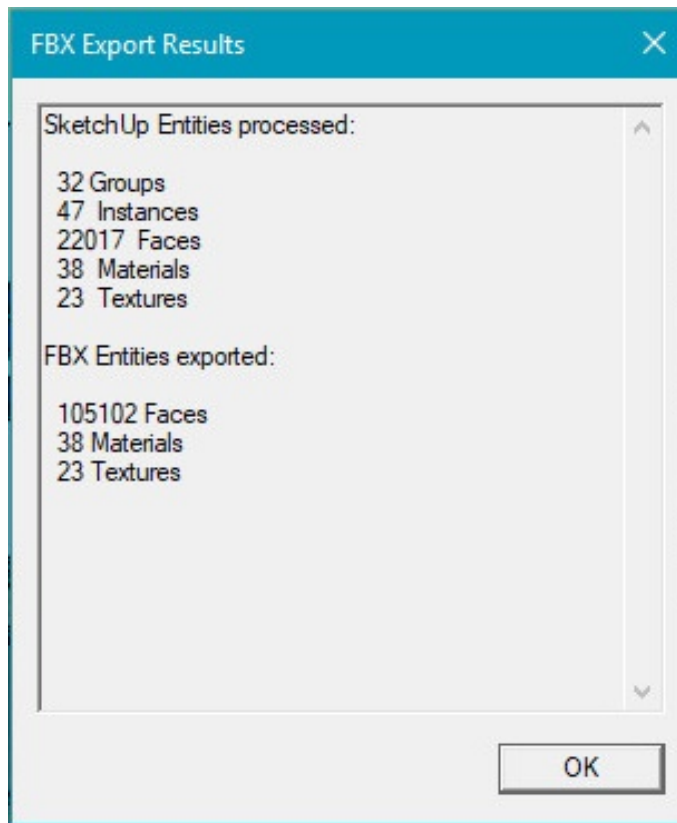 FBX Export Results
SketchUp Entities processed:
32 Groups
47 Instances
22017 Faces
38 Materials
23 Textures
FBX Entities exported:
105102 Faces
38 Materials
23 Textures
OK